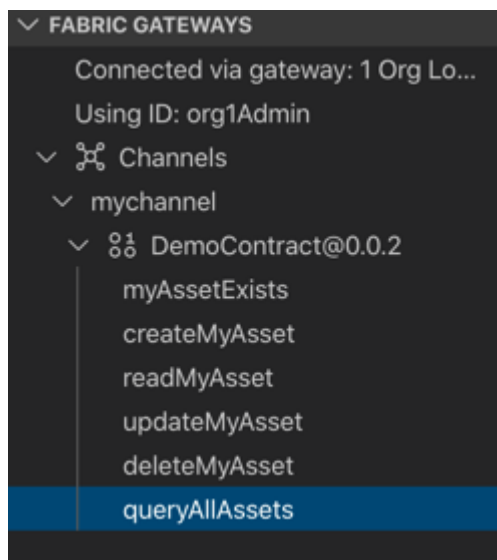 FABRIC GATEWAYS
Connected via gateway: 1 Org Lo...
Using ID: org1Admin
Channels
mychannel
DemoContract@0.0.2
myAssetExists
createMyAsset
readMyAsset
updateMyAsset
deleteMyAsset
queryAllAssets